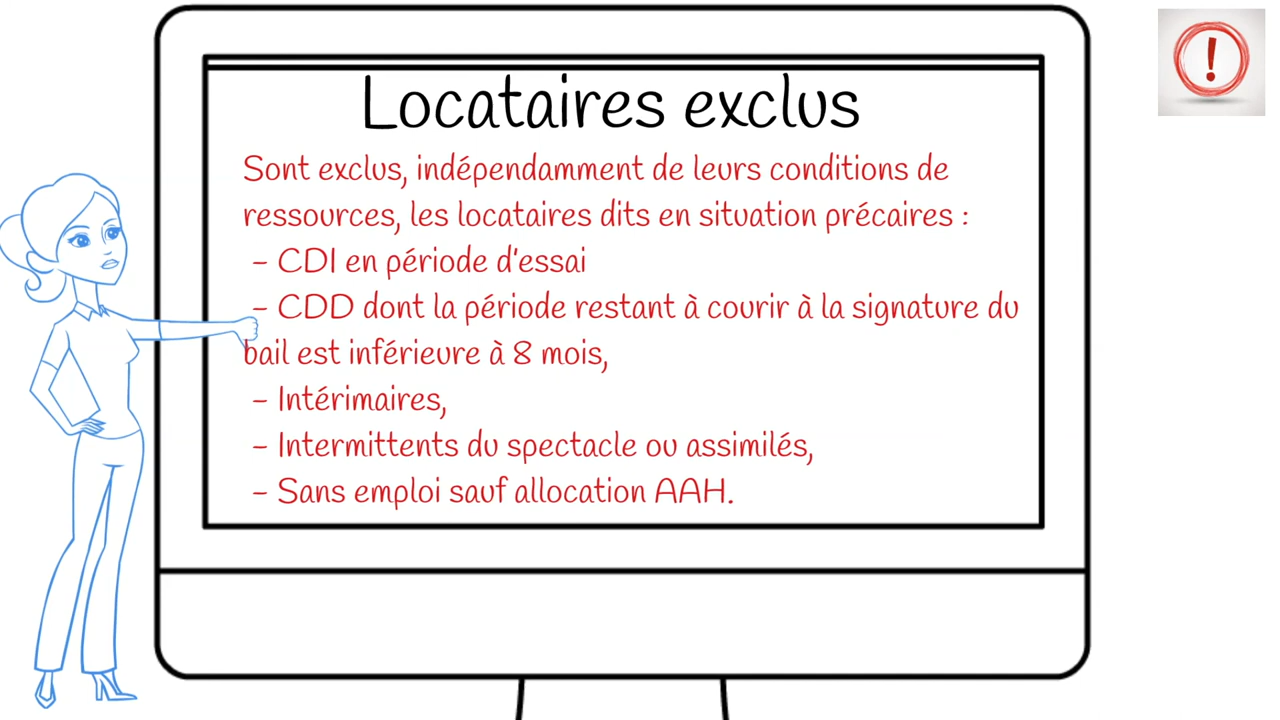 Locataires exclus
Sont exclus, indépendamment de leurs conditions de
ressources, les locataires dits en situation précaires :
- CDI en période d'essai
- CDD dont la période restant à courir à la signature du
bail est inférieure à 8 mois,
- Intérimaires,
- Intermittents du spectacle ou assimilés,
- Sans emploi sauf allocation AAH.